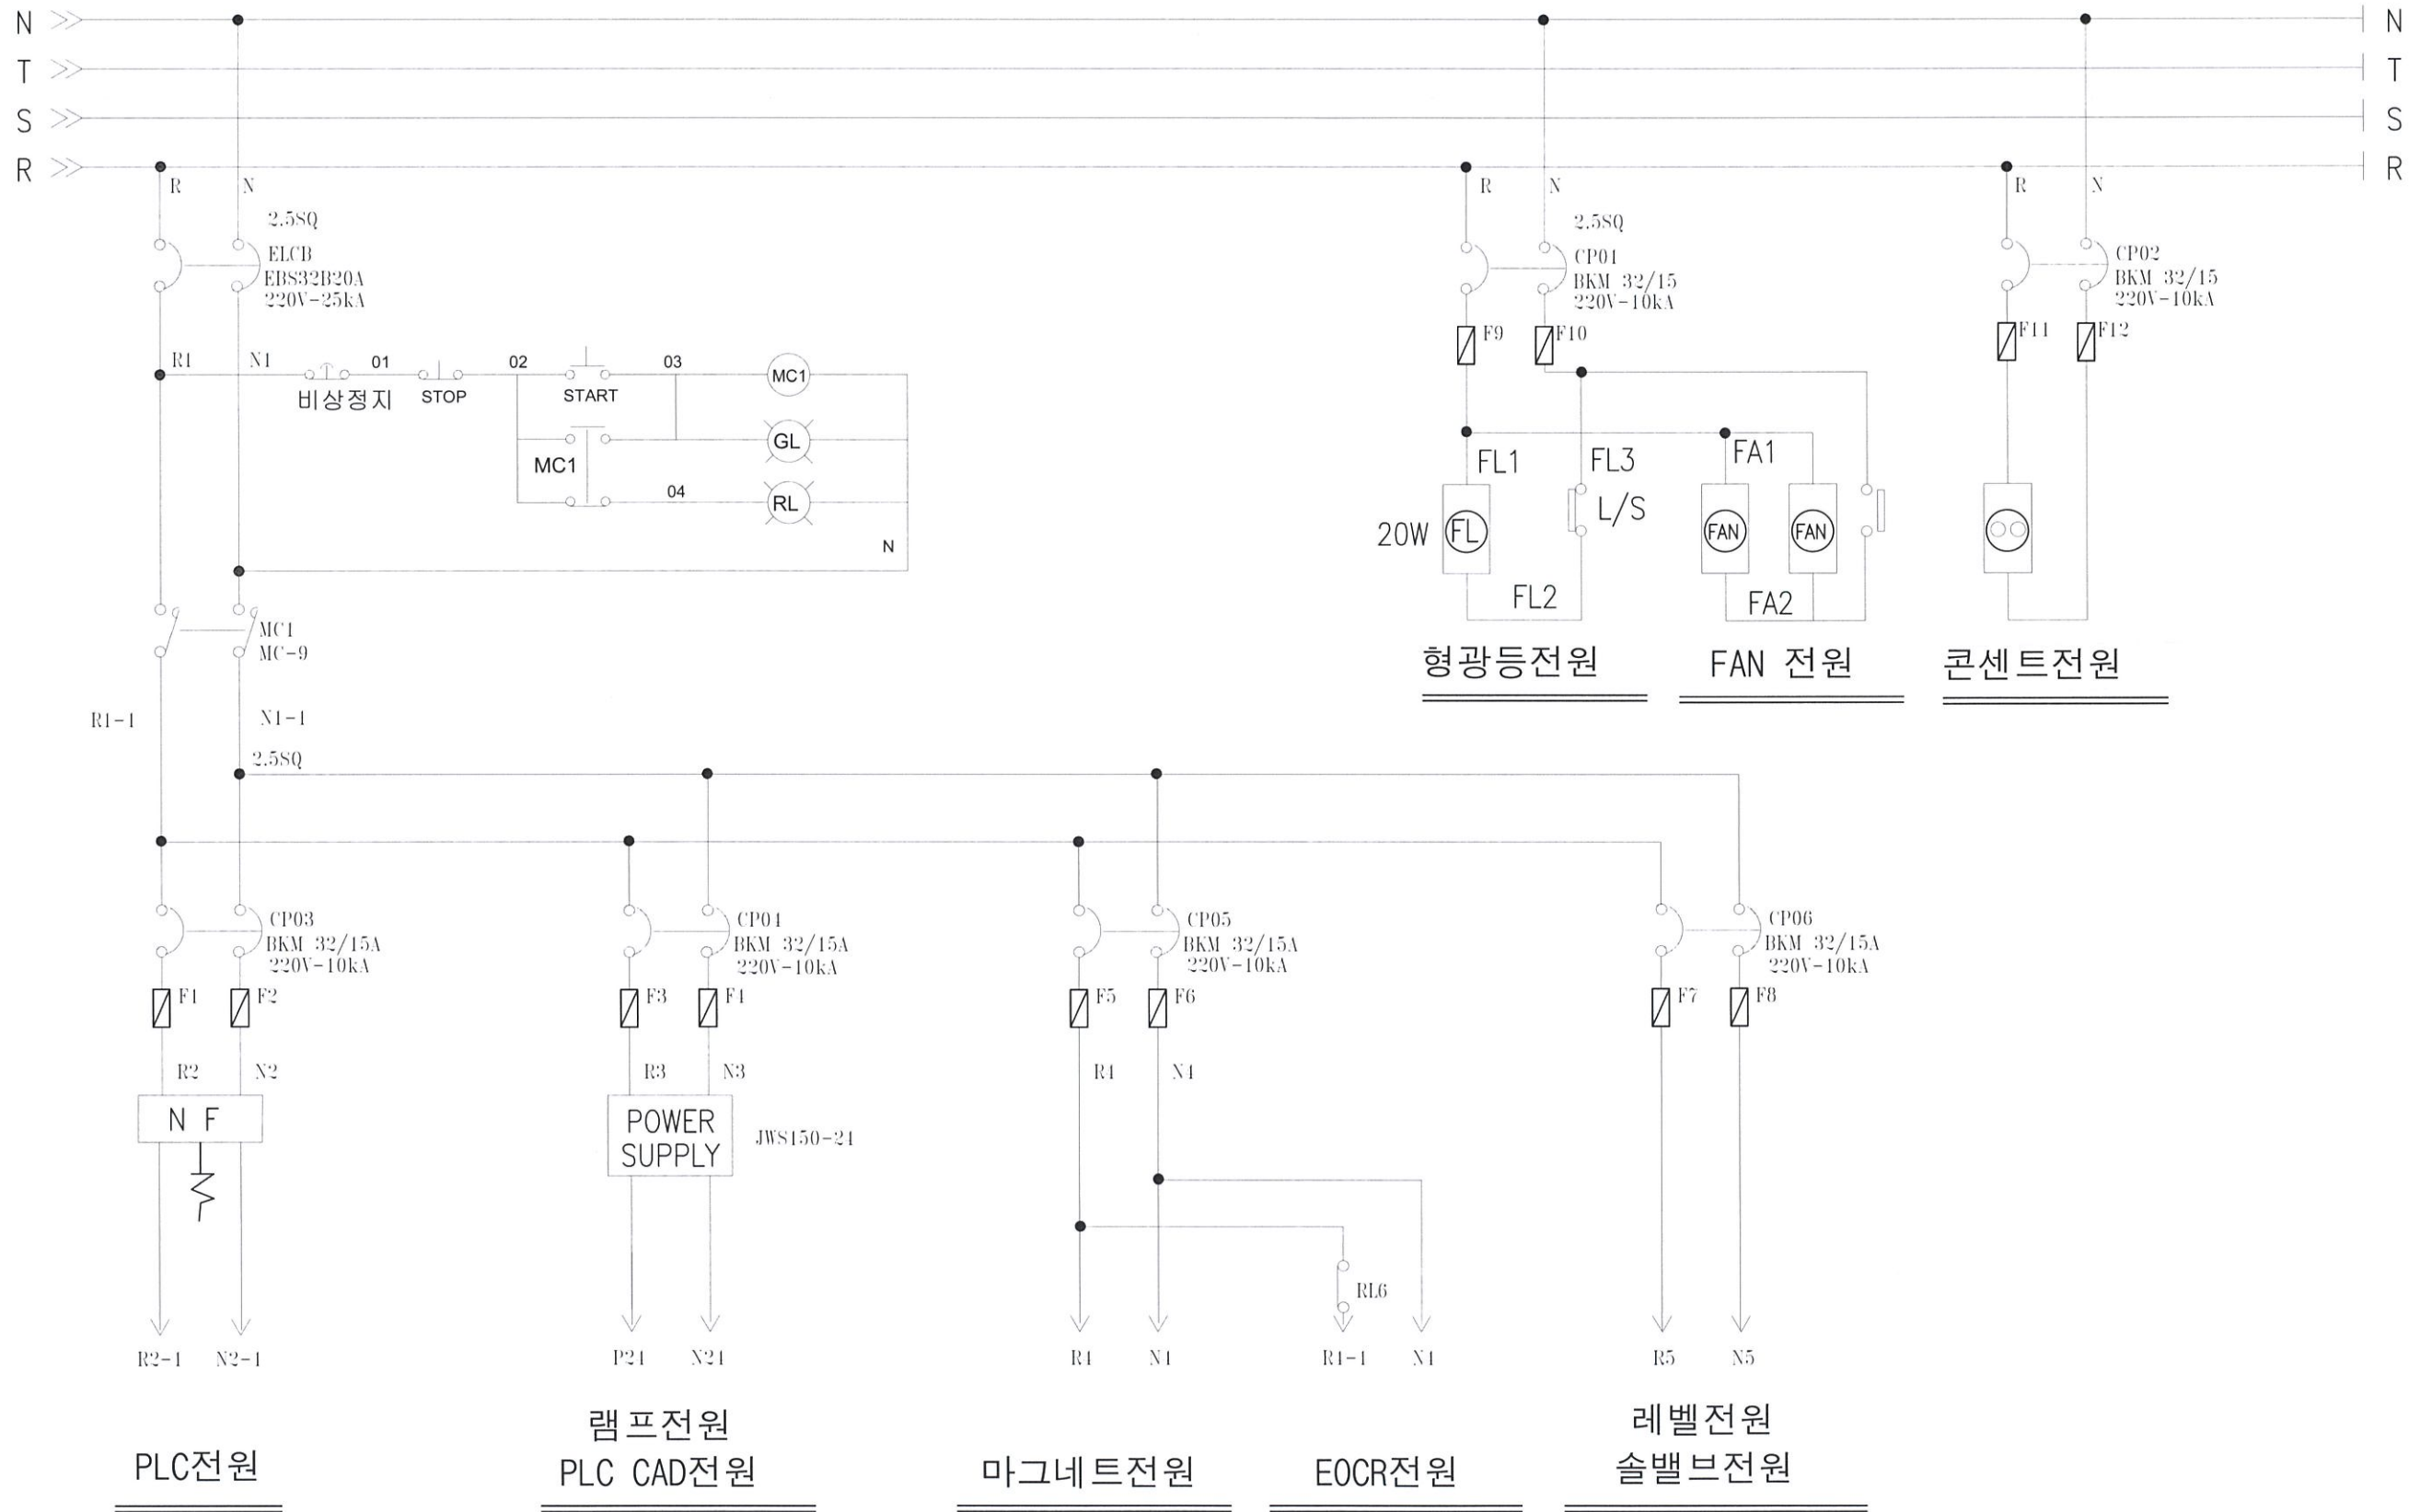 N N
T T
S S
R R
R N R N R N
2.5SQ 2.5SQ
ELCB
EBS32B20A
220V-25kA
CP01
BKM 32/15
220V-10kA
CP02
BKM 32/15
220V-10kA
F9 F10 F11 F12
R1 N1 01 02 03 MC1
비상정지 STOP START
GL
MC1
04 RL
N
FL1 FL3 FA1
L/S
20W FL FAN FAN
FL2 FA2
형광등전원 FAN 전원 콘센트전원
MC1
MC-9
R1-1 N1-1
2.5SQ
CP03
BKM 32/15A
220V-10kA
CP04
BKM 32/15A
220V-10kA
CP05
BKM 32/15A
220V-10kA
CP06
BKM 32/15A
220V-10kA
F1 F2 F3 F4 F5 F6 F7 F8
R2 N2 R3 N3 R4 N4
N F
POWER
SUPPLY
JWS150-24
RL6
R2-1 N2-1 P24 N24 R4 N4 R4-1 N4 R5 N5
PLC전원
램프전원
PLC CAD전원
마그네트전원
EOCR전원
레벨전원
솔밸브전원